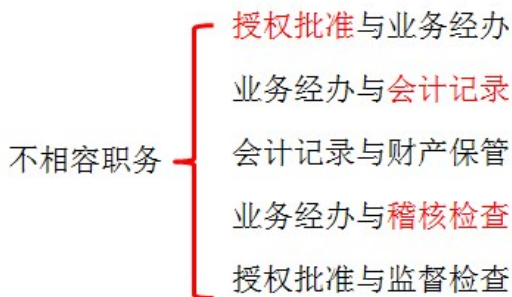 授权批准与业务经办
业务经办与会计记录
不相容职务
会计记录与财产保管
业务经办与稽核检查
授权批准与监督检查